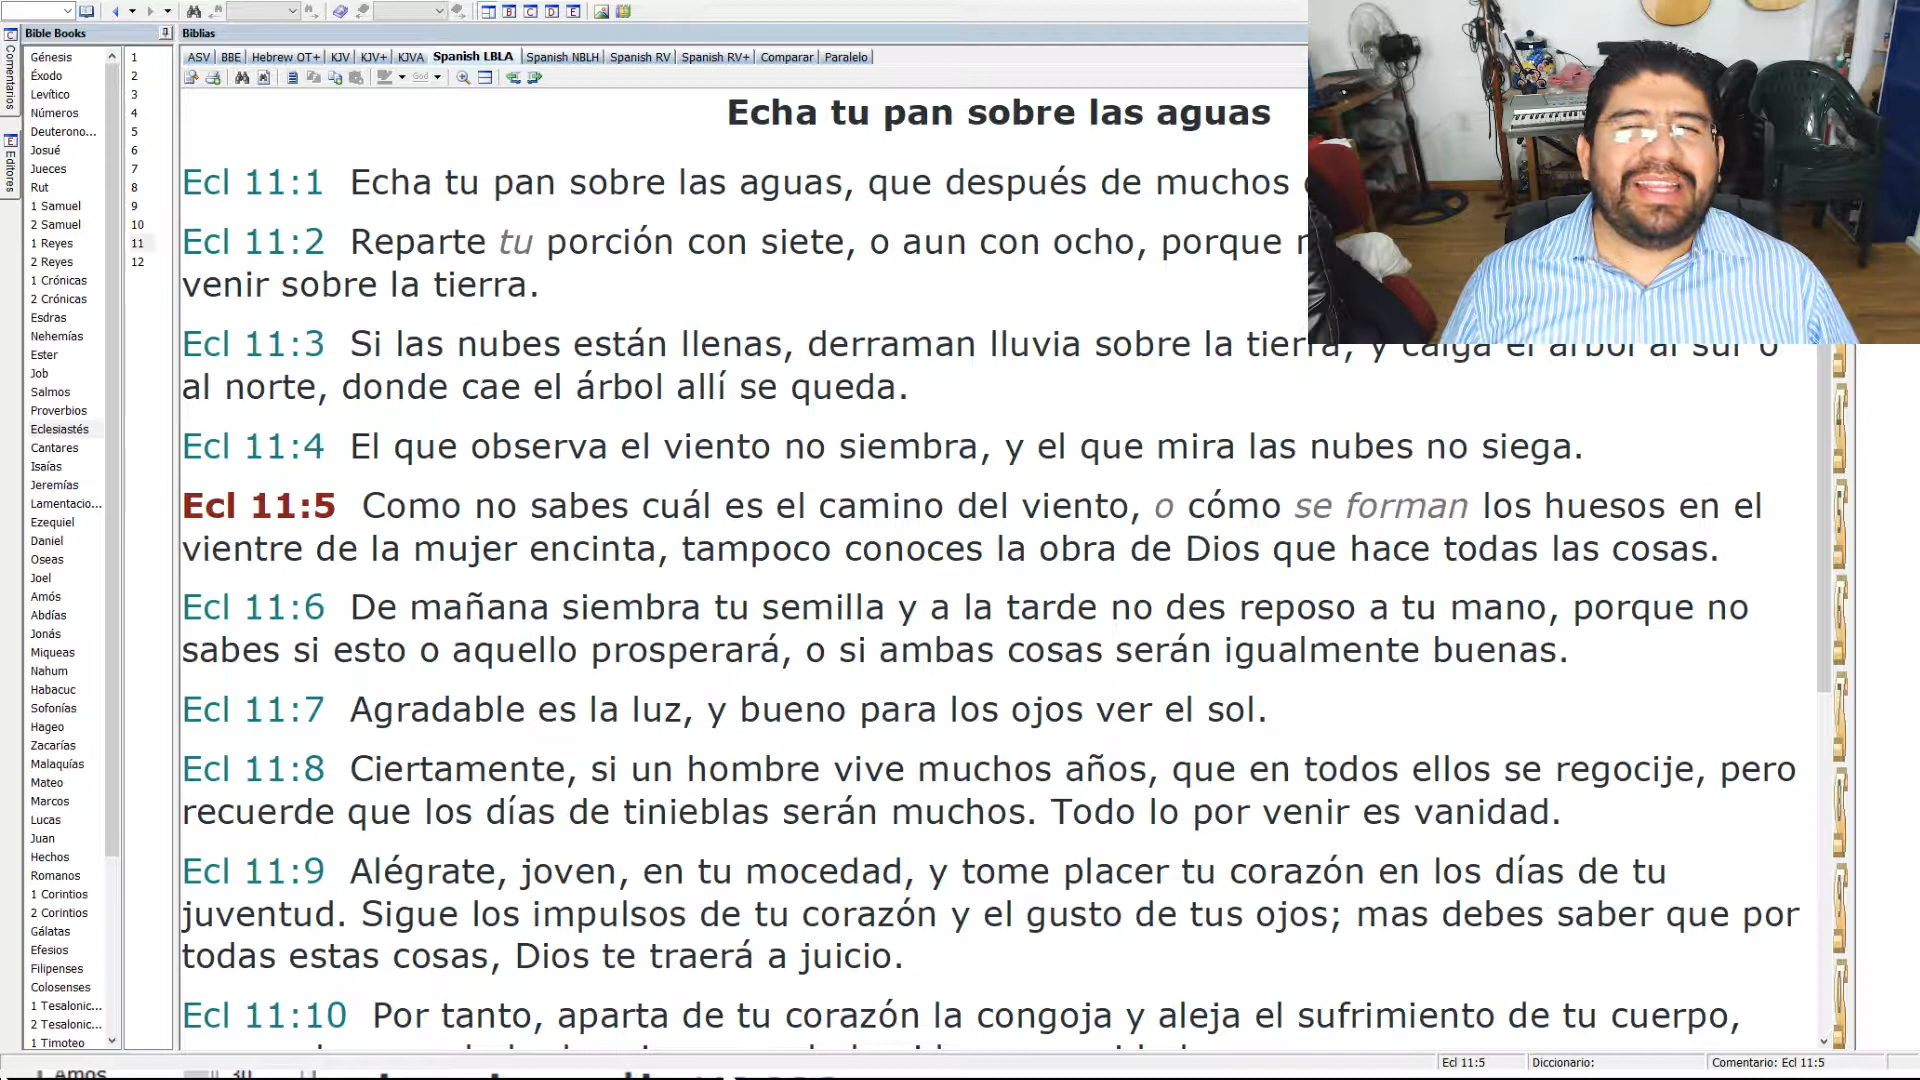 Bible Books
Biblias
ASV BBE Hebrew OT+ KJV KJV+ KJVA Spanish LBLA Spanish NBLH Spanish RV Spanish RV+ Comparar Paralelo
Comentarios
Editores
Génesis
Éxodo
Levítico
Números
Deuterono...
Josué
Jueces
Rut
1 Samuel
2 Samuel
1 Reyes
2 Reyes
1 Crónicas
2 Crónicas
Esdras
Nehemías
Ester
Job
Salmos
Proverbios
Eclesiastés
Cantares
Isaías
Jeremías
Lamentacio...
Ezequiel
Daniel
Oseas
Joel
Amós
Abdías
Jonás
Miqueas
Nahum
Habacuc
Sofonías
Hageo
Zacarías
Malaquías
Mateo
Marcos
Lucas
Juan
Hechos
Romanos
1 Corintios
2 Corintios
Gálatas
Efesios
Filipenses
Colosenses
1 Tesalonic...
2 Tesalonic...
1 Timoteo
1
2
3
4
5
6
7
8
9
10
11
12
Echa tu pan sobre las aguas
Ecl 11:1 Echa tu pan sobre las aguas, que después de muchos
Ecl 11:2 Reparte tu porción con siete, o aun con ocho, porque
venir sobre la tierra.
Ecl 11:3 Si las nubes están llenas, derraman lluvia sobre la tierra, y caiga el árbol al sur o
al norte, donde cae el árbol allí se queda.
Ecl 11:4 El que observa el viento no siembra, y el que mira las nubes no siega.
Ecl 11:5 Como no sabes cuál es el camino del viento, o cómo se forman los huesos en el
vientre de la mujer encinta, tampoco conoces la obra de Dios que hace todas las cosas.
Ecl 11:6 De mañana siembra tu semilla y a la tarde no des reposo a tu mano, porque no
sabes si esto o aquello prosperará, o si ambas cosas serán igualmente buenas.
Ecl 11:7 Agradable es la luz, y bueno para los ojos ver el sol.
Ecl 11:8 Ciertamente, si un hombre vive muchos años, que en todos ellos se regocije, pero
recuerde que los días de tinieblas serán muchos. Todo lo por venir es vanidad.
Ecl 11:9 Alégrate, joven, en tu mocedad, y tome placer tu corazón en los días de tu
juventud. Sigue los impulsos de tu corazón y el gusto de tus ojos; mas debes saber que por
todas estas cosas, Dios te traerá a juicio.
Ecl 11:10 Por tanto, aparta de tu corazón la congoja y aleja el sufrimiento de tu cuerpo,
Ecl 11:5 Diccionario: Comentario: Ecl 11:5
Amós 30